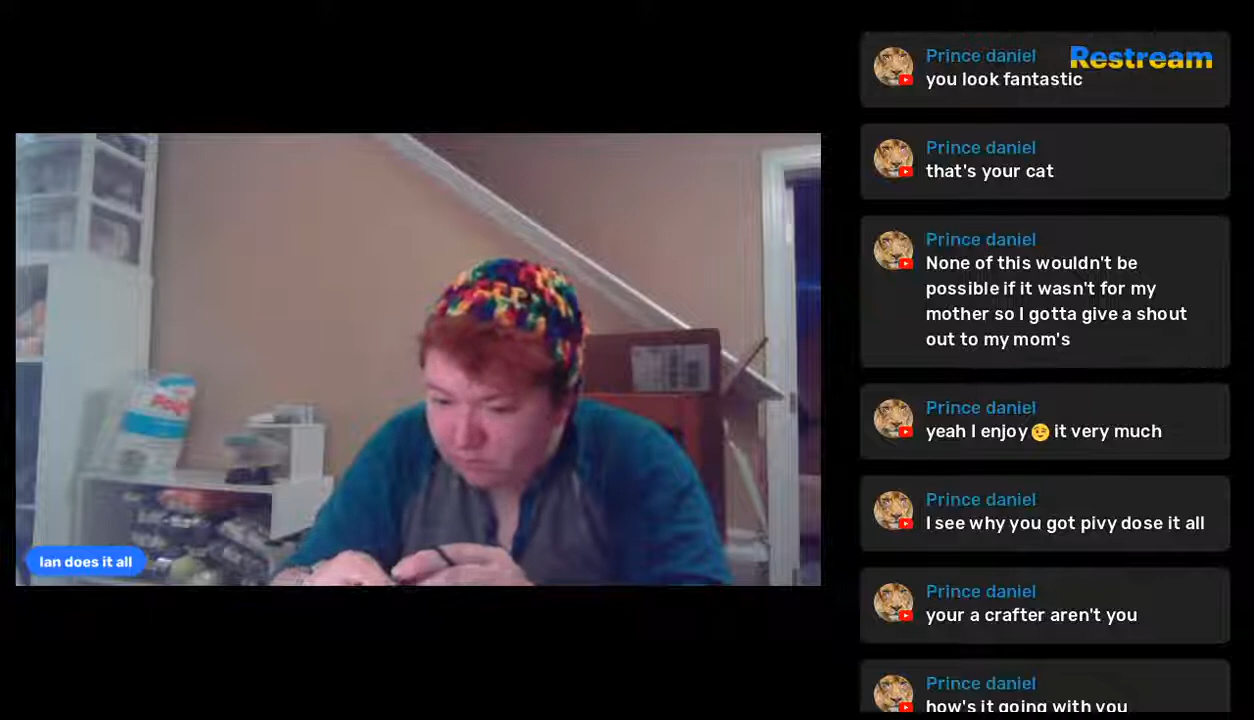 Restream
Prince daniel
you look fantastic
Prince daniel
that's your cat
Prince daniel
None of this wouldn't be
possible if it wasn't for my
mother so I gotta give a shout
out to my mom's
Prince daniel
yeah I enjoy 😉 it very much
Prince daniel
I see why you got pivy dose it all
Prince daniel
your a crafter aren't you
Prince daniel
how's it going with you
Ian does it all